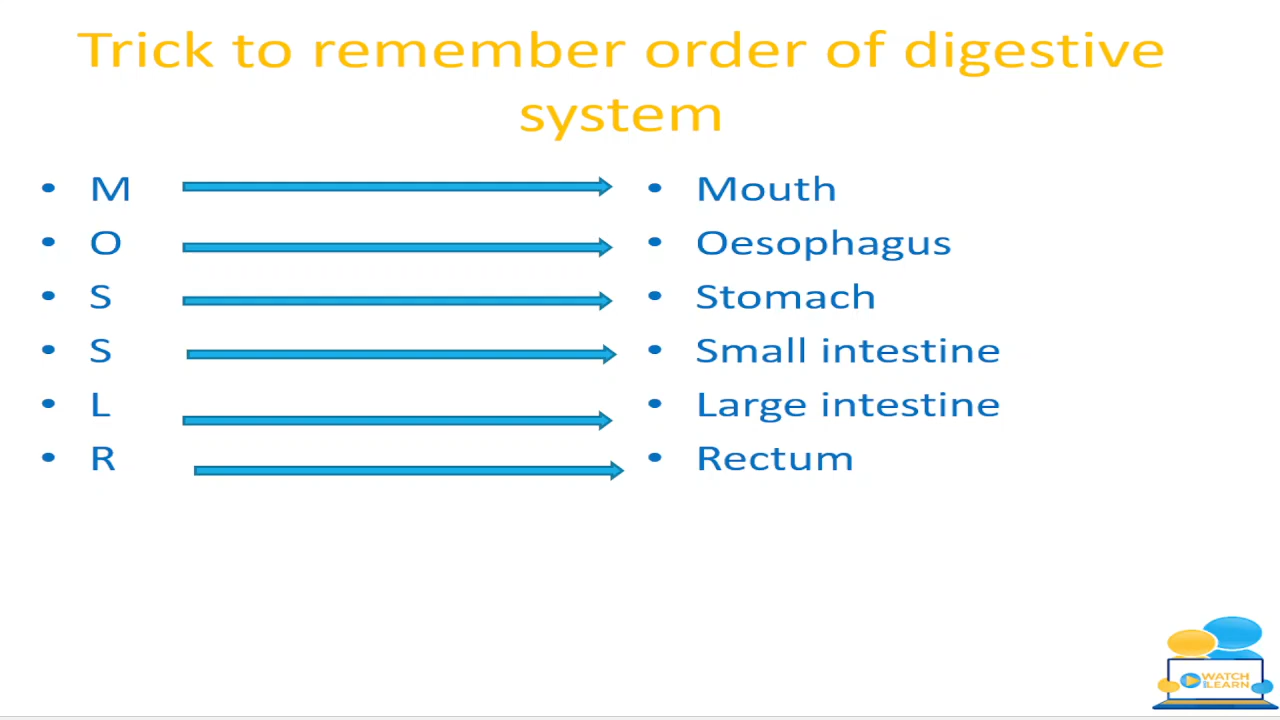 Trick to remember order of digestive
system
• M • Mouth
• O • Oesophagus
• S • Stomach
• S • Small intestine
• L • Large intestine
• R • Rectum
WATCH
LEARN